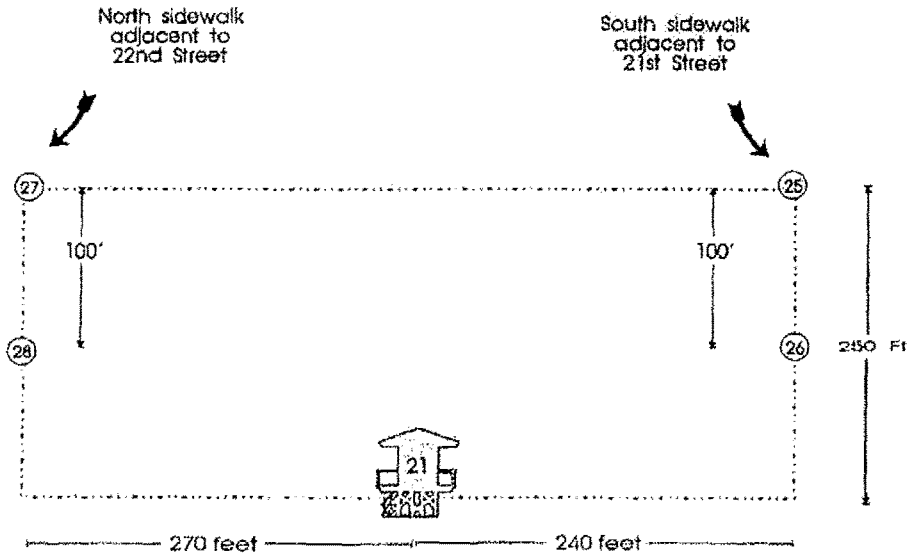 North sidewalk
adjacent to
22nd Street
South sidewalk
adjacent to
21st Street
27
25
100'
100'
28
26
250 Ft
21
270 feet
240 feet